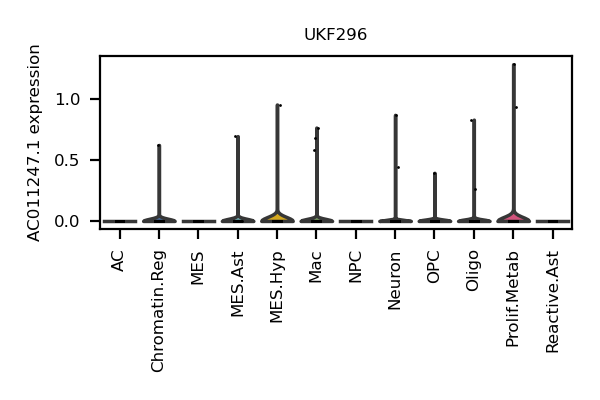 UKF296
AC011247.1 expression
1.0
0.5
0.0
AC
Chromatin.Reg
MES
MES.Ast
MES.Hyp
Mac
NPC
Neuron
OPC
Oligo
Prolif.Metab
Reactive.Ast